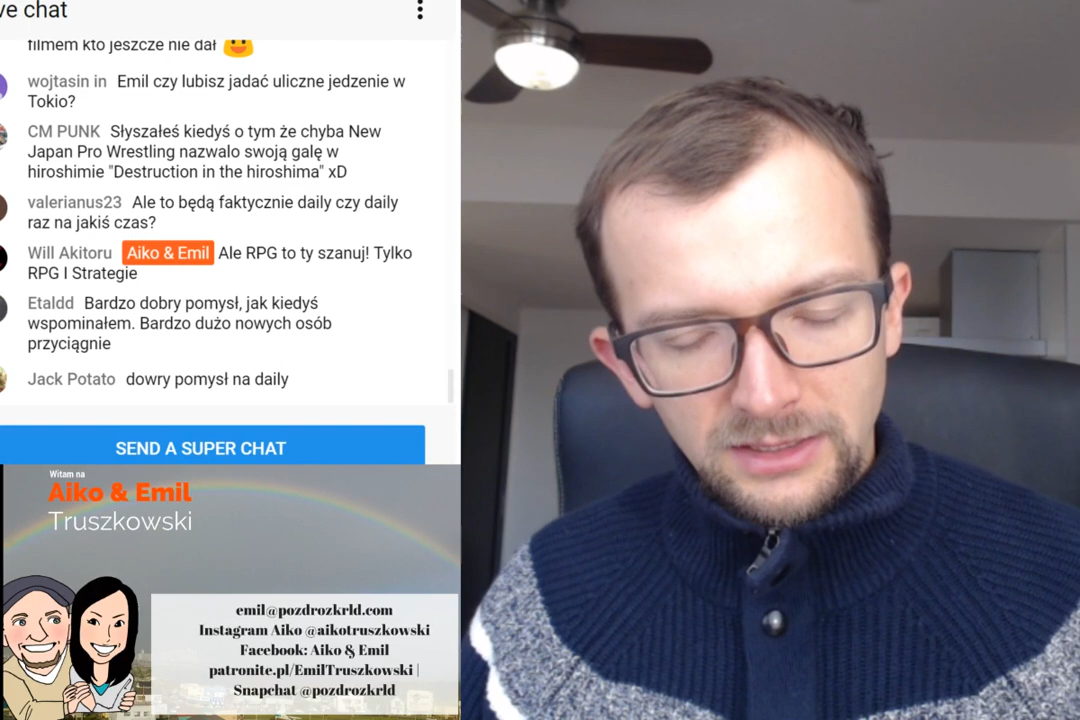 ve chat
filmem kto jeszcze nie dał
wojtasin in Emil czy lubisz jadać uliczne jedzenie w
Tokio?
CM PUNK Słyszałeś kiedyś o tym że chyba New
Japan Pro Wrestling nazwalo swoją galę w
hiroshimie "Destruction in the hiroshima" xD
valerianus23 Ale to będą faktycznie daily czy daily
raz na jakiś czas?
Will Akitoru Aiko & Emil Ale RPG to ty szanuj! Tylko
RPG I Strategie
Etaldd Bardzo dobry pomysł, jak kiedyś
wspominałem. Bardzo dużo nowych osób
przyciągnie
Jack Potato dowry pomysł na daily
SEND A SUPER CHAT
Witam na
Aiko & Emil
Truszkowski
emil@pozdrozkrld.com
Instagram Aiko @aikotruszkowski
Facebook: Aiko & Emil
patronite.pl/EmilTruszkowski |
Snapchat @pozdrozkrld